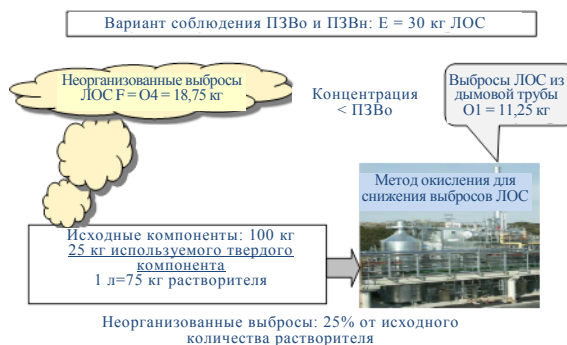 Вариант соблюдения ПЗВо и ПЗВн: E = 30 кг ЛОС
Неорганизованные выбросы
ЛОС F = O4 = 18,75 кг
Концентрация
< ПЗВо
Выбросы ЛОС из
дымовой трубы
O1 = 11,25 кг
Метод окисления для
снижения выбросов ЛОС
Исходные компоненты: 100 кг
25 кг используемого твердого
компонента
1 л=75 кг растворителя
Неорганизованные выбросы: 25% от исходного
количества растворителя